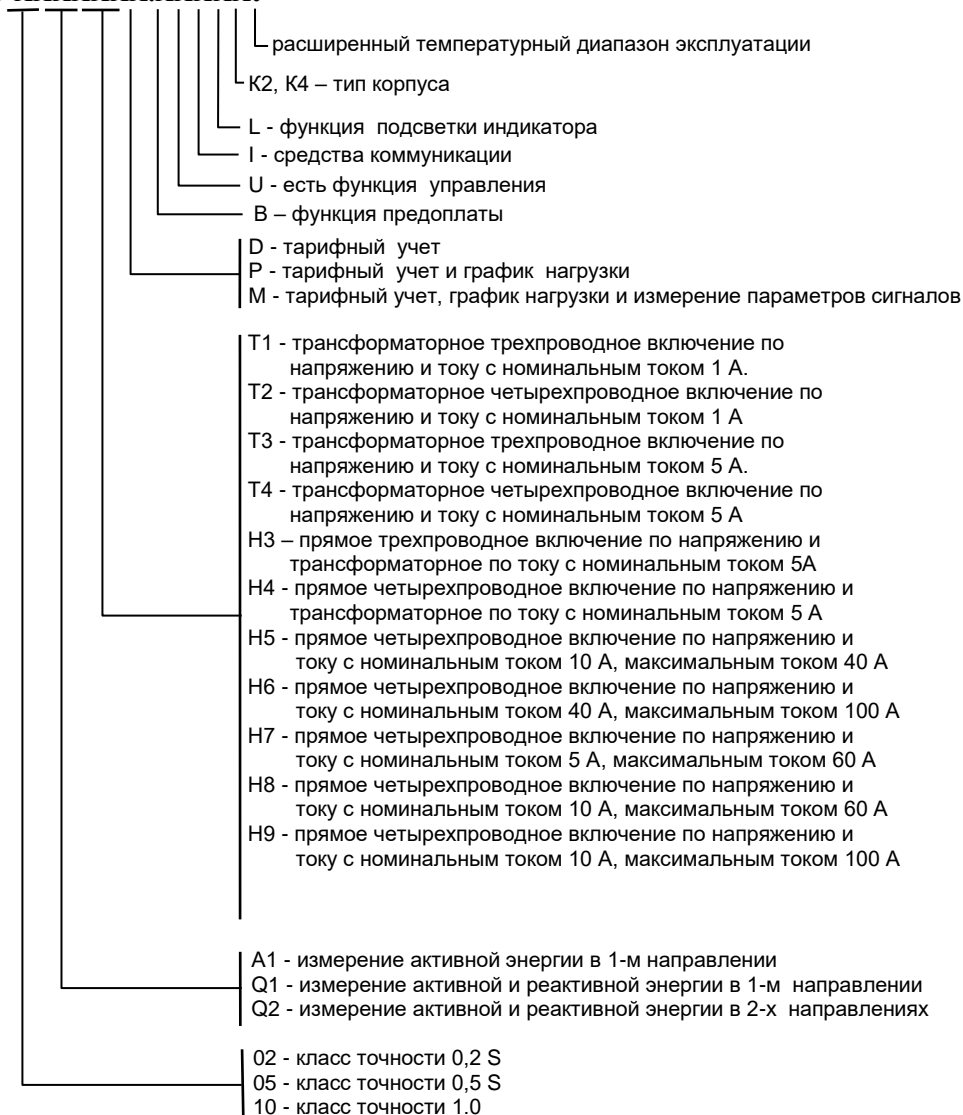 расширенный температурный диапазон эксплуатации
К2, К4 – тип корпуса
L - функция подсветки индикатора
I - средства коммуникации
U - есть функция управления
B – функция предоплаты
D - тарифный учет
P - тарифный учет и график нагрузки
M - тарифный учет, график нагрузки и измерение параметров сигналов
T1 - трансформаторное трехпроводное включение по
напряжению и току с номинальным током 1 А.
T2 - трансформаторное четырехпроводное включение по
напряжению и току с номинальным током 1 А
T3 - трансформаторное трехпроводное включение по
напряжению и току с номинальным током 5 А.
T4 - трансформаторное четырехпроводное включение по
напряжению и току с номинальным током 5 А
H3 – прямое трехпроводное включение по напряжению и
трансформаторное по току с номинальным током 5А
H4 - прямое четырехпроводное включение по напряжению и
трансформаторное по току с номинальным током 5 А
H5 - прямое четырехпроводное включение по напряжению и
току с номинальным током 10 А, максимальным током 40 А
H6 - прямое четырехпроводное включение по напряжению и
току с номинальным током 40 А, максимальным током 100 А
H7 - прямое четырехпроводное включение по напряжению и
току с номинальным током 5 А, максимальным током 60 А
H8 - прямое четырехпроводное включение по напряжению и
току с номинальным током 10 А, максимальным током 60 А
H9 - прямое четырехпроводное включение по напряжению и
току с номинальным током 10 А, максимальным током 100 А
A1 - измерение активной энергии в 1-м направлении
Q1 - измерение активной и реактивной энергии в 1-м направлении
Q2 - измерение активной и реактивной энергии в 2-х направлениях
02 - класс точности 0,2 S
05 - класс точности 0,5 S
10 - класс точности 1.0